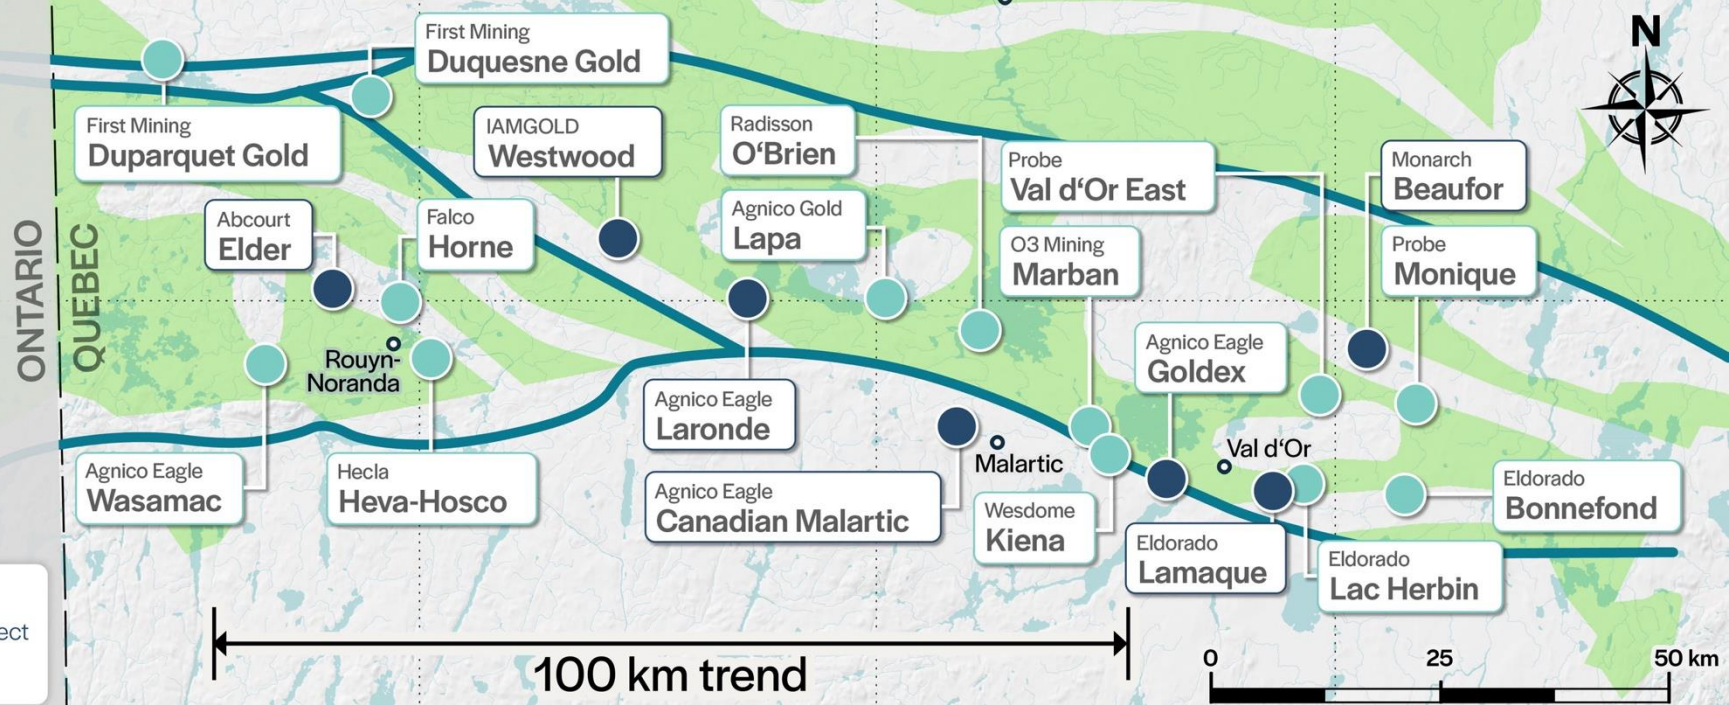 N
First Mining
Duquesne Gold
First Mining
Duparquet Gold
IAMGOLD
Westwood
Radisson
O‘Brien
Probe
Val d‘Or East
Monarch
Beaufor
Abcourt
Elder
Falco
Horne
Agnico Gold
Lapa
O3 Mining
Marban
Probe
Monique
ONTARIO
QUEBEC
Rouyn-
Noranda
Agnico Eagle
Goldex
Agnico Eagle
Laronde
Malartic
Val d‘Or
Agnico Eagle
Wasamac
Hecla
Heva-Hosco
Agnico Eagle
Canadian Malartic
Wesdome
Kiena
Eldorado
Bonnefond
Eldorado
Lamaque
Eldorado
Lac Herbin
ect
100 km trend
0 25 50 km